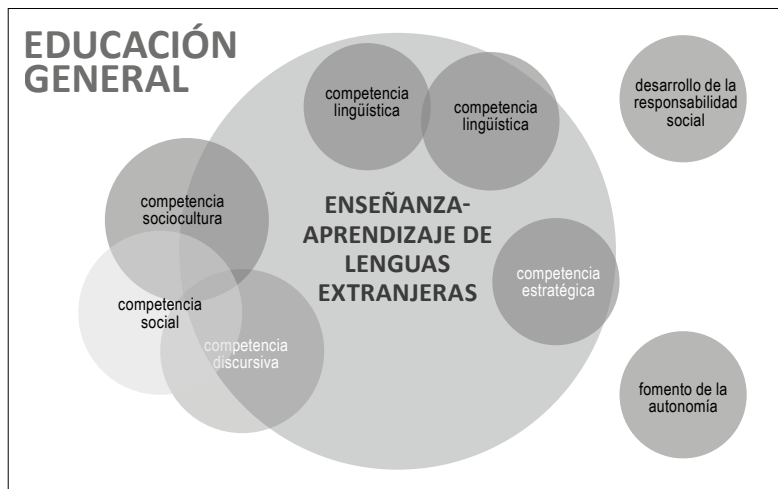 EDUCACIÓN
GENERAL
competencia
lingüística
competencia
lingüística
desarrollo de la
responsabilidad
social
competencia
sociocultura
ENSEÑANZA-
APRENDIZAJE DE
LENGUAS
EXTRANJERAS
competencia
estratégica
competencia
social
competencia
discursiva
fomento de la
autonomía